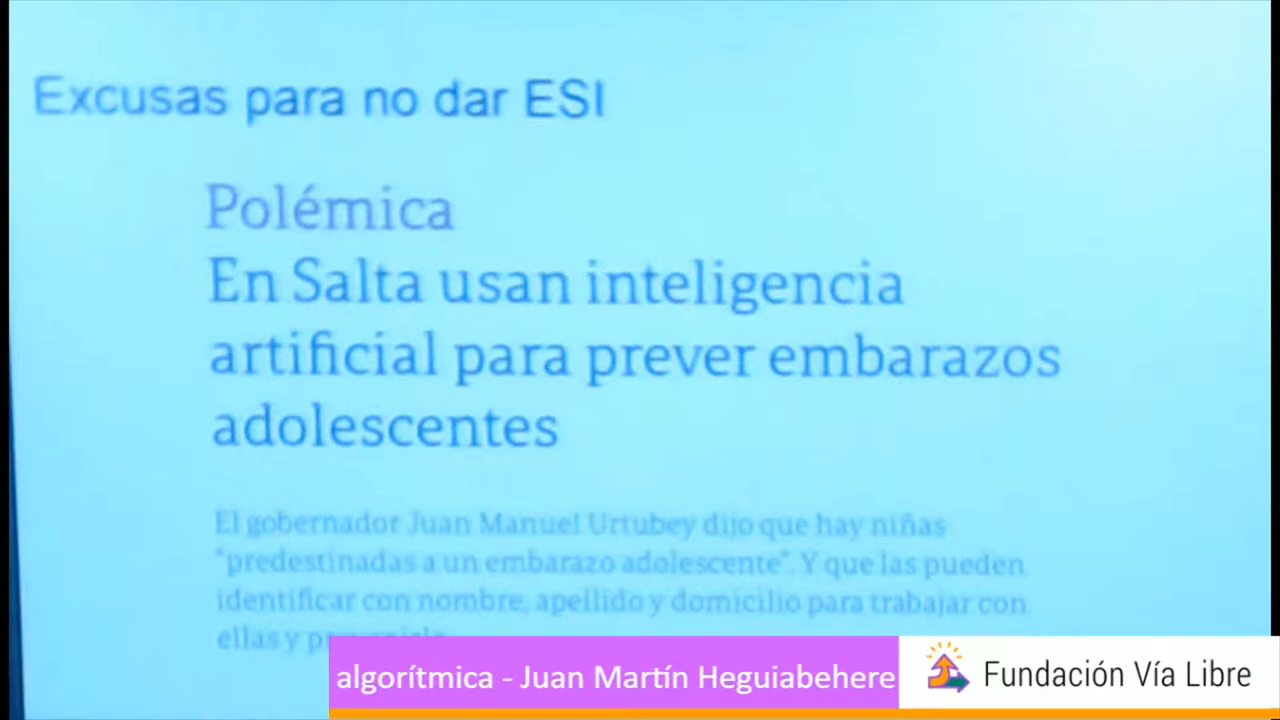 Excusas para no dar ESI
Polémica
En Salta usan inteligencia
artificial para prever embarazos
adolescentes
El gobernador Juan Manuel Urtubey dijo que hay niñas
"predestinadas a un embarazo adolescente". Y que las pueden
identificar con nombre, apellido y domicilio para trabajar con
ellas y
algorítmica - Juan Martín Heguiabehere
Fundación Vía Libre